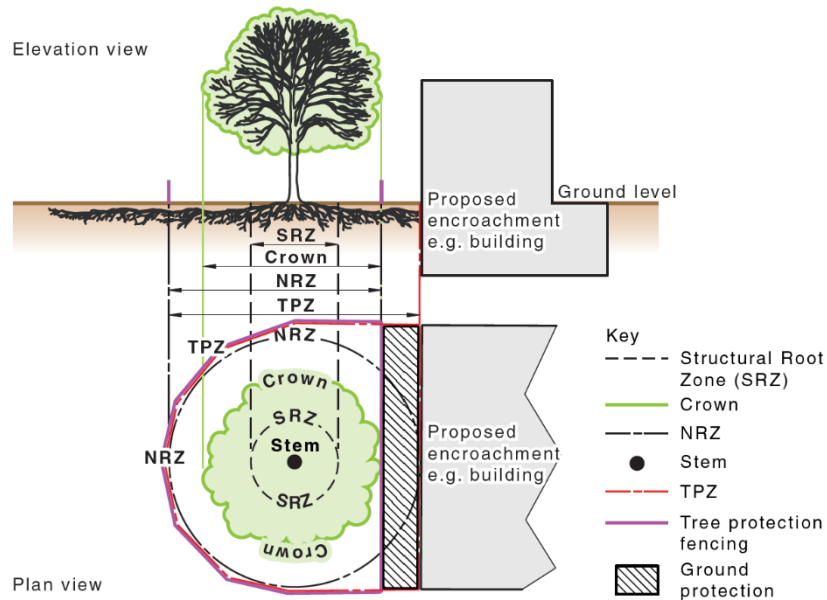 Elevation view
Ground level
Proposed
encroachment
e.g. building
SRZ
Crown
NRZ
TPZ
NRZ
TPZ
Crown
SRZ
Stem
NRZ
SRZ
Crown
Proposed
encroachment
e.g. building
Plan view
Key
Structural Root
Zone (SRZ)
Crown
NRZ
Stem
TPZ
Tree protection
fencing
Ground
protection